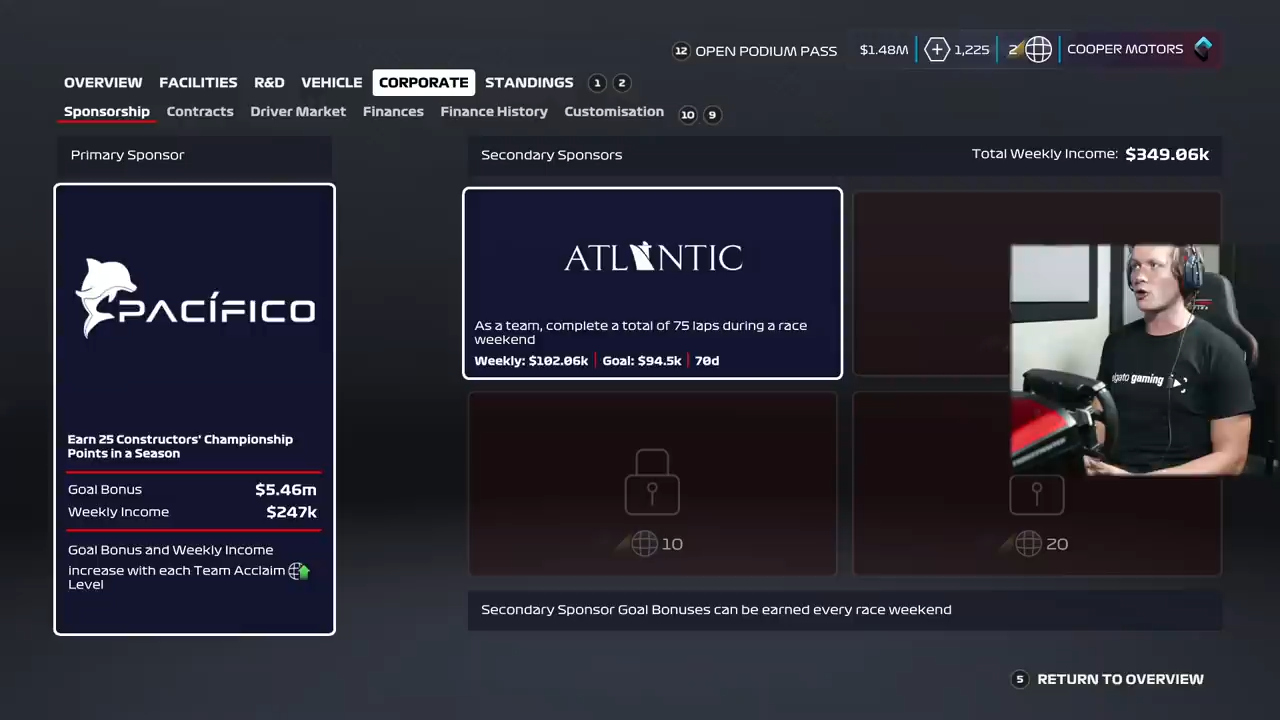 12 OPEN PODIUM PASS $1.48M 1,225 2 COOPER MOTORS
OVERVIEW FACILITIES R&D VEHICLE CORPORATE STANDINGS 1 2
Sponsorship Contracts Driver Market Finances Finance History Customisation 10 9
Primary Sponsor
Secondary Sponsors
Total Weekly Income: $349.06k
PACÍFICO
Earn 25 Constructors' Championship
Points in a Season
Goal Bonus $5.46m
Weekly Income $247k
Goal Bonus and Weekly Income
increase with each Team Acclaim
Level
ATLANTIC
As a team, complete a total of 75 laps during a race
weekend
Weekly: $102.06k Goal: $94.5k 70d
10
20
Secondary Sponsor Goal Bonuses can be earned every race weekend
elgato gaming
5 RETURN TO OVERVIEW